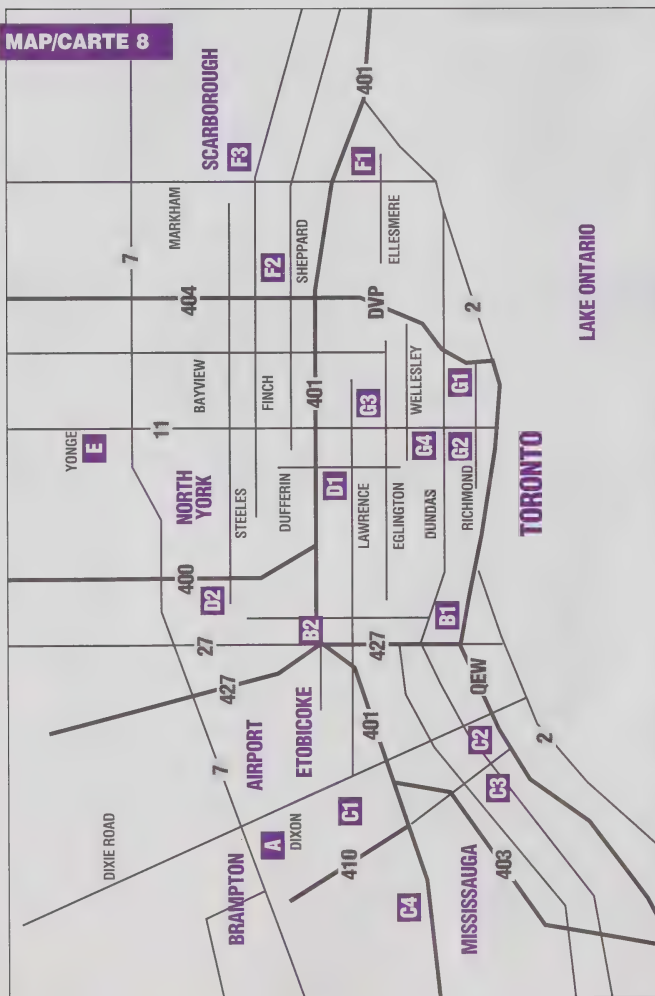 MAP/CARTE 8
SCARBOROUGH
F3
401
F1
MARKHAM
7
F2
SHEPPARD
ELLESMERE
404
DVP
2
LAKE ONTARIO
BAYVIEW
FINCH
401
G3
WELLESLEY
G1
YONGE
E
11
G4
G2
NORTH
YORK
STEELES
DUFFERIN
D1
LAWRENCE
EGLINGTON
DUNDAS
RICHMOND
TORONTO
400
D2
27
B2
427
B1
427
401
QEW
AIRPORT
ETOBICOKE
7
C2
2
DIXIE ROAD
A
DIXON
C1
C3
410
403
BRAMPTON
C4
MISSISSAUGA